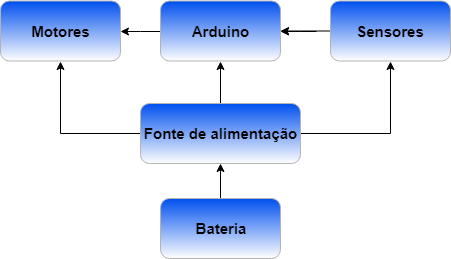 Motores
Arduino
Sensores
Fonte de alimentação
Bateria